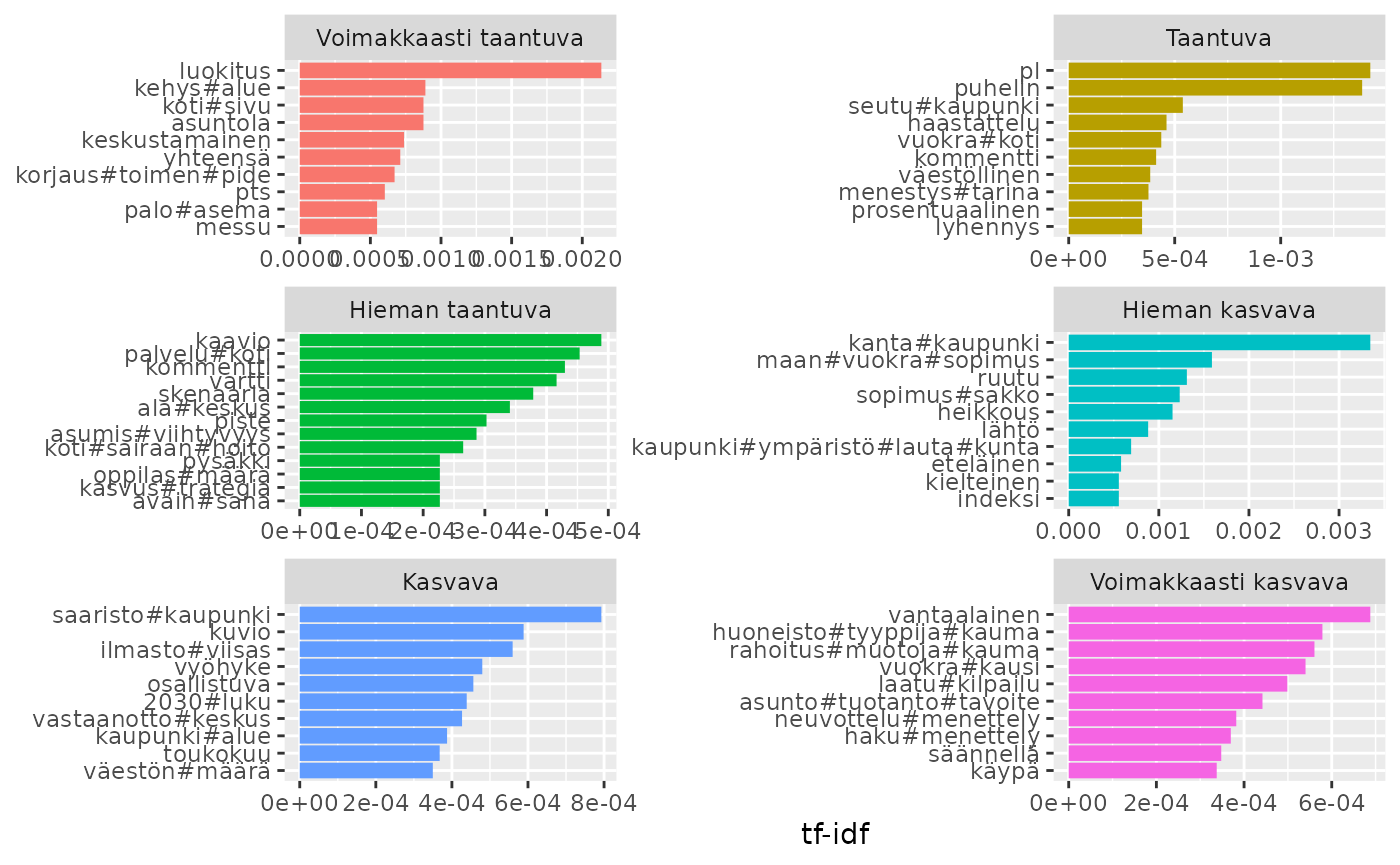 Voimakkaasti taantuva
luokitus
kehys#alue
koti#sivu
asuntola
keskustamainen
yhteensä
korjaus#toimen#pide
pts
palo#asema
messu
0.0000 0.0005 0.0010 0.0015 0.0020
Taantuva
pl
puhelln
seutu#kaupunki
haastattelu
vuokra#koti
kommentti
väestöllinen
menestys#tarina
prosentuaalinen
lyhennys
0e+00 5e-04 1e-03
Hieman taantuva
kaavio
palvelu#koti
kommentti
vartti
skenaaria
ala#keskus
piste
asumis#viihtyvyys
koti#sairaan#hoito
pysäkki
oppilas#määrä
kasvus#trategia
avain#sana
0e+00 1e-04 2e-04 3e-04 4e-04 5e-04
Hieman kasvava
kanta#kaupunki
maan#vuokra#sopimus
ruutu
sopimus#sakko
heikkous
lähtö
kaupunki#ympäristö#lauta#kunta
eteläinen
kielteinen
indeksi
0.000 0.001 0.002 0.003
Kasvava
saaristo#kaupunki
kuvio
ilmasto#viisas
vyöhyke
osallistuva
2030#luku
vastaanotto#keskus
kaupunki#alue
toukokuu
väestön#määrä
0e+00 2e-04 4e-04 6e-04 8e-04
Voimakkaasti kasvava
vantaalainen
huoneisto#tyyppija#kauma
rahoitus#muotoja#kauma
vuokra#kausi
laatu#kilpailu
asunto#tuotanto#tavoite
neuvottelu#menettely
haku#menettely
säännellä
käypä
0e+00 2e-04 4e-04 6e-04
tf-idf